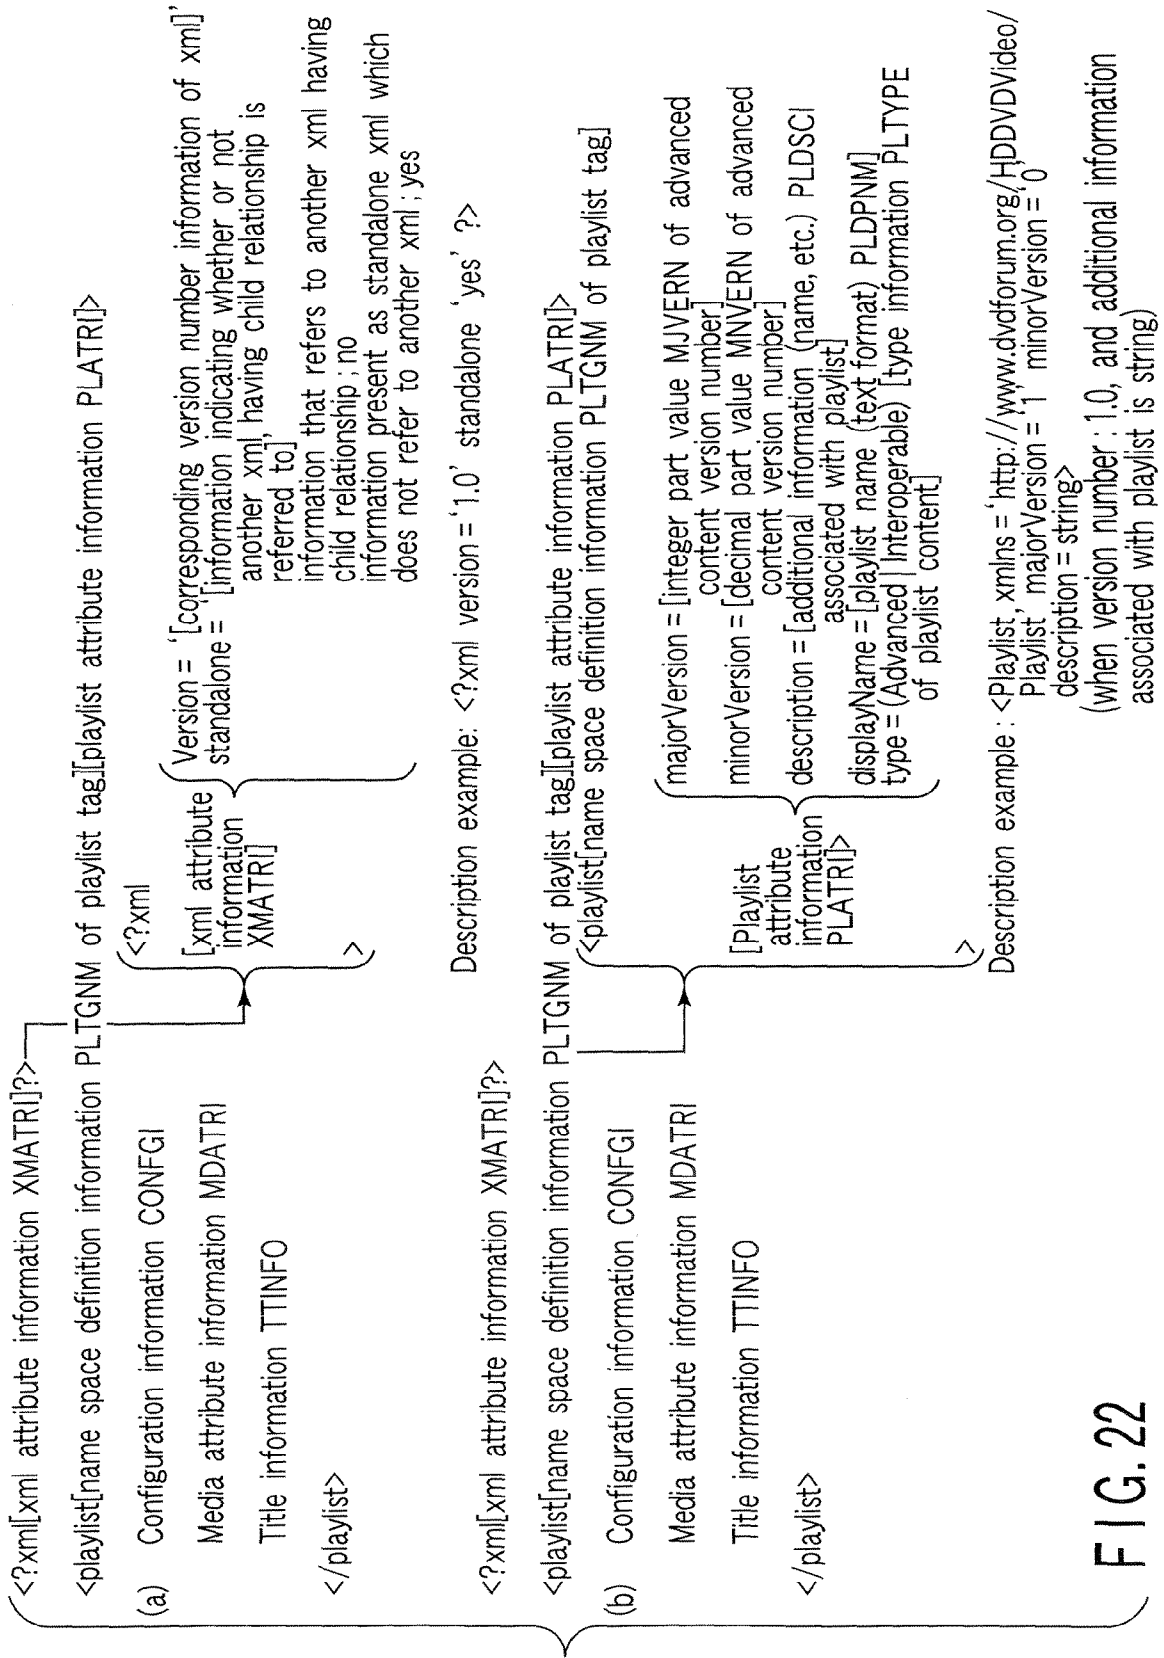 <?xml[xml attribute information XMATRI]?>
<playlist[name space definition information PLTGNM of playlist tag][playlist attribute information PLATRI]>
(a)
Configuration information CONFGI
Media attribute information MDATRI
Title information TTINFO
</playlist>
<?xml
[xml attribute
information
XMATRI]
>
Version = '[corresponding version number information of xml]'
standalone = '[information indicating whether or not
another xml, having child relationship is
referred to]
information that refers to another xml having
child relationship ; no
information present as standalone xml which
does not refer to another xml ; yes
Description example: <?xml version = '1.0' standalone 'yes' ?>
<?xml[xml attribute information XMATRI]?>
<playlist[name space definition information PLTGNM of playlist tag][playlist attribute information PLATRI]>
(b)
Configuration information CONFGI
Media attribute information MDATRI
Title information TTINFO
</playlist>
<playlist[name space definition information PLTGNM of playlist tag]
[Playlist
attribute
information
PLATRI]>
>
majorVersion = [integer part value MJVERN of advanced
content version number]
minorVersion = [decimal part value MNVERN of advanced
content version number]
description = [additional information (name, etc.) PLDSCI
associated with playlist]
displayName = [playlist name (text format) PLDPNM]
type = (Advanced | Interoperable) [type information PLTYPE
of playlist content]
Description example : <Playlist, xmlns = 'http://www.dvdforum.org/HDDVDVideo/
Playlist' majorVersion = '1' minorVersion = '0'
description = string>
(when version number : 1.0, and additional information
associated with playlist is string)
FIG. 22